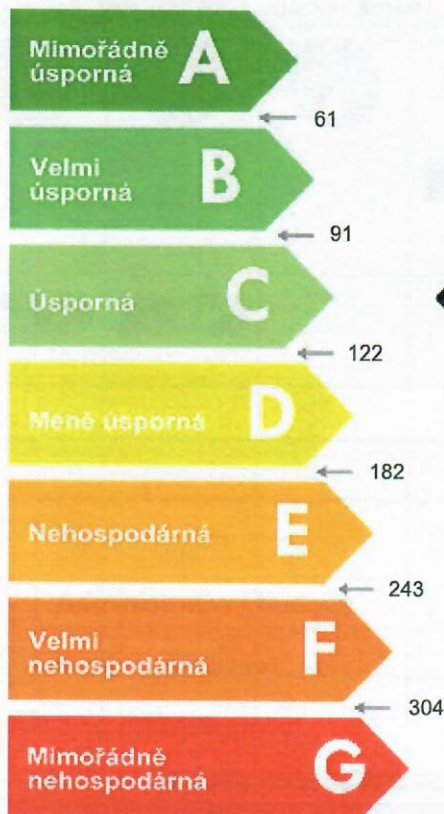 Mimořádně
úsporná
A
61
Velmi
úsporná
B
91
Úsporná
C
122
Méně úsporná
D
182
Nehospodárná
E
243
Velmi
nehospodárná
F
304
Mimořádně
nehospodárná
G